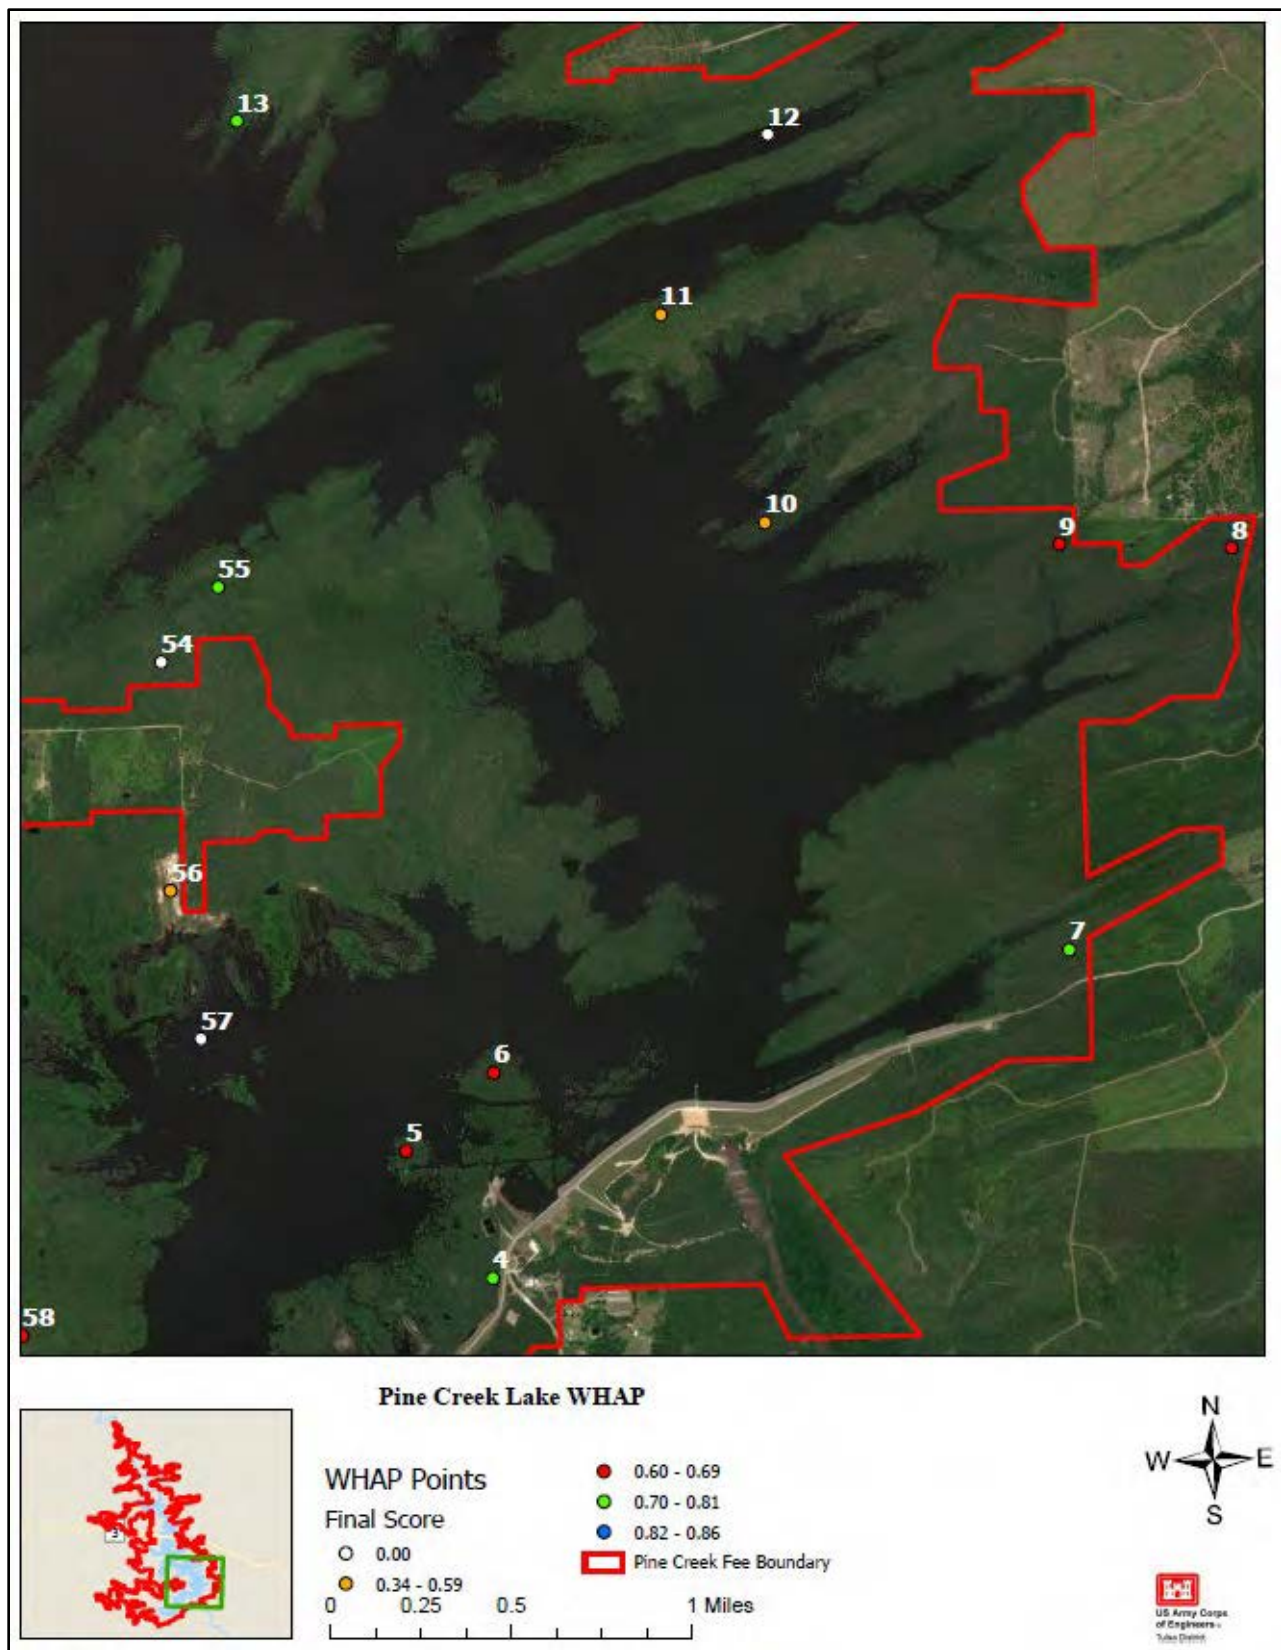 13
12
11
10
9
8
55
54
56
7
57
6
5
4
58
Pine Creek Lake WHAP
WHAP Points
Final Score
0.00
0.34 - 0.59
0.60 - 0.69
0.70 - 0.81
0.82 - 0.86
Pine Creek Fee Boundary
0 0.25 0.5 1 Miles
3
N
W E
S
US Army Corps
of Engineers
Tulsa District